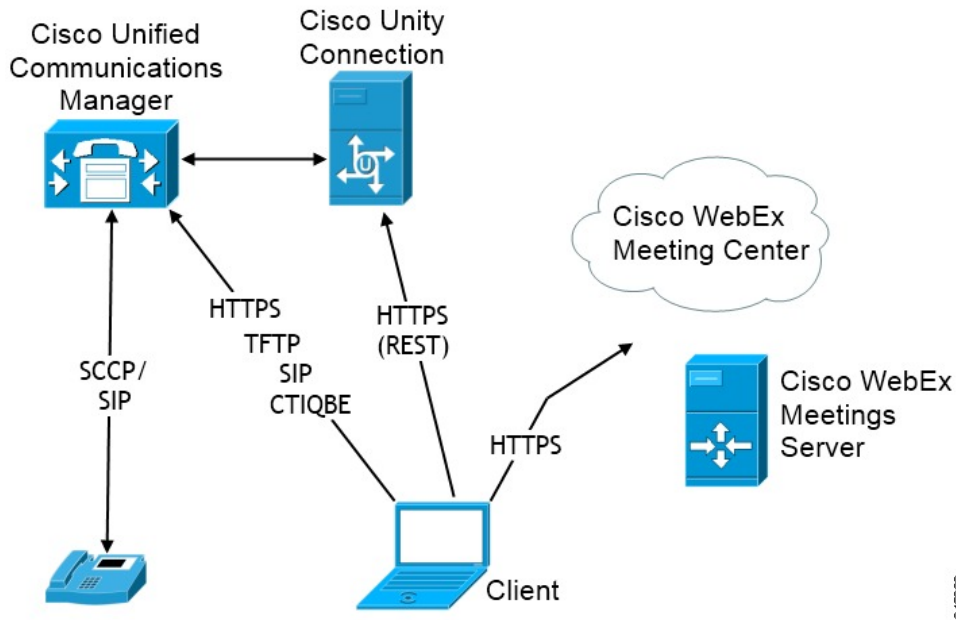 Cisco Unified
Communications
Manager
Cisco Unity
Connection
U
Cisco WebEx
Meeting Center
HTTPS
TFTP
SIP
CTIQBE
HTTPS
(REST)
SCCP/
SIP
HTTPS
Cisco WebEx
Meetings
Server
Client